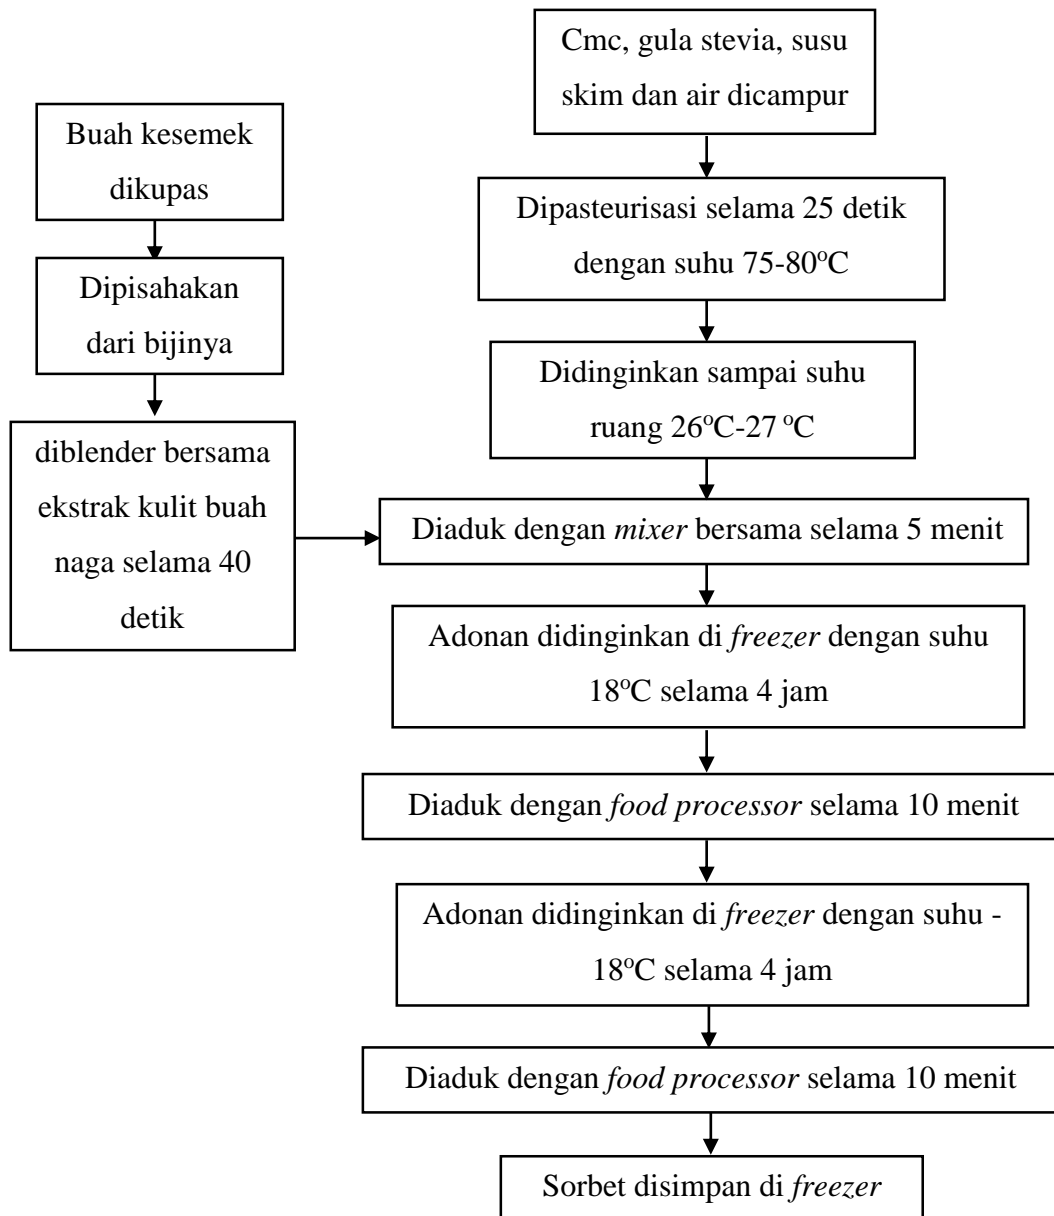 Cmc, gula stevia, susu
skim dan air dicampur
Buah kesemek
dikupas
Dipasteurisasi selama 25 detik
dengan suhu 75-80°C
Dipisahakan
dari bijinya
Didinginkan sampai suhu
ruang 26°C-27 °C
diblender bersama
ekstrak kulit buah
naga selama 40
detik
Diaduk dengan mixer bersama selama 5 menit
Adonan didinginkan di freezer dengan suhu
18°C selama 4 jam
Diaduk dengan food processor selama 10 menit
Adonan didinginkan di freezer dengan suhu -
18°C selama 4 jam
Diaduk dengan food processor selama 10 menit
Sorbet disimpan di freezer